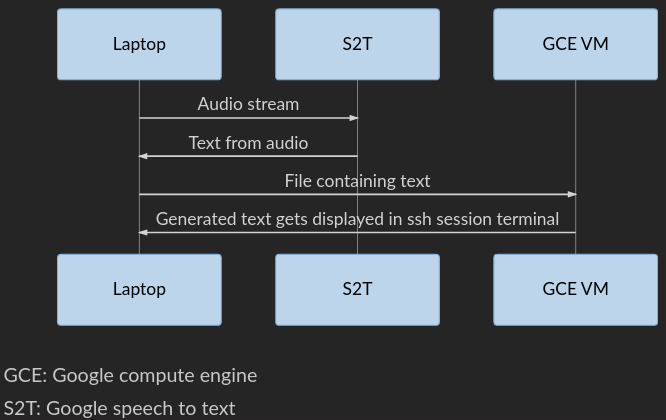 Laptop
S2T
GCE VM
Audio stream
Text from audio
File containing text
Generated text gets displayed in ssh session terminal
Laptop
S2T
GCE VM
GCE: Google compute engine
S2T: Google speech to text